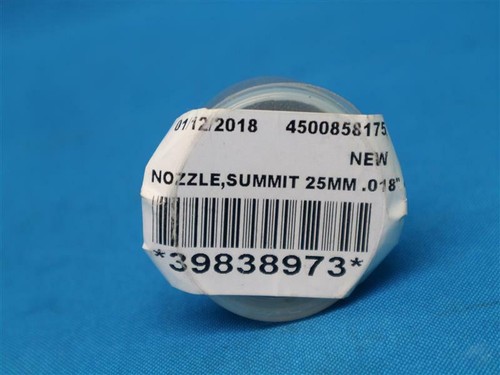 01/12/2018 4500858175
NEW
NOZZLE,SUMMIT 25MM .018"
*39838973*